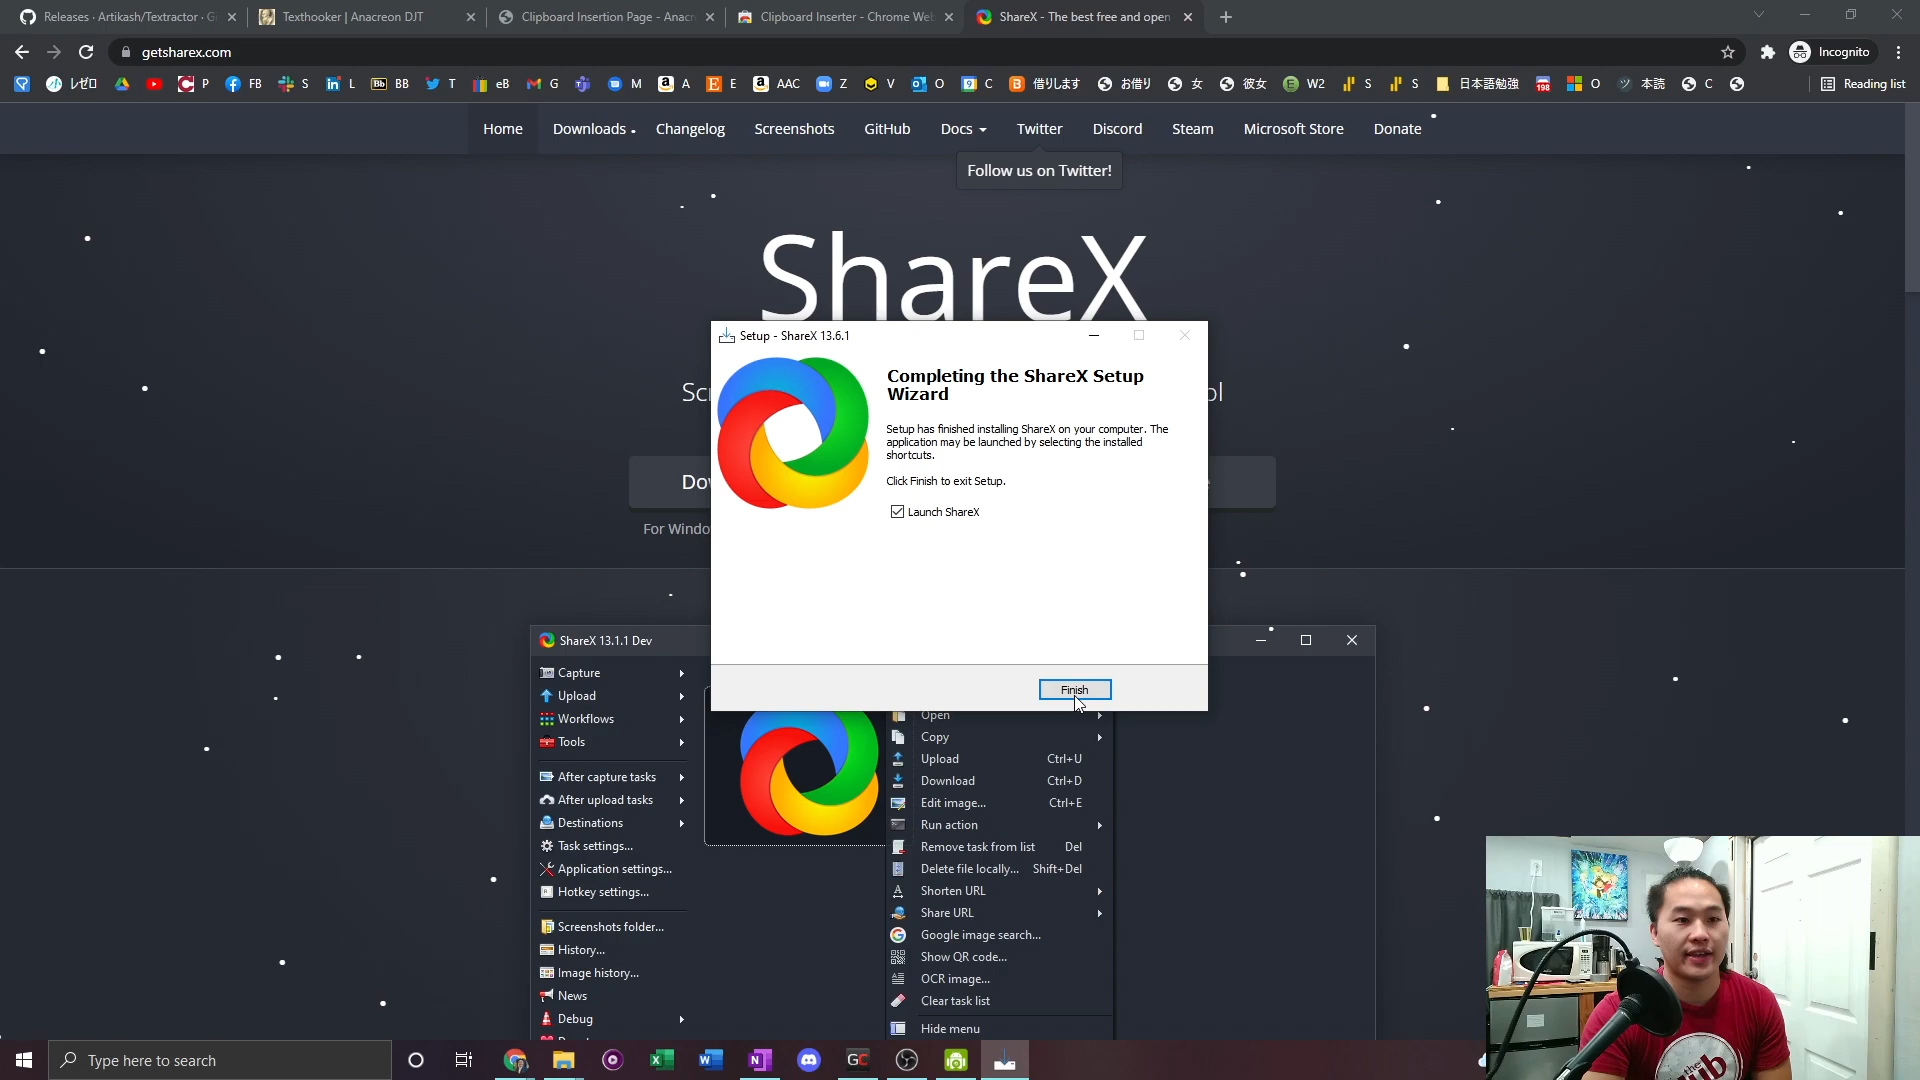 Releases · Artikash/Textractor · Gi
Texthooker | Anacreon DJT
Clipboard Insertion Page - Anacr
Clipboard Inserter - Chrome Web
ShareX - The best free and open
getsharex.com
Incognito
レゼロ
P
FB
S
L
BB
T
eB
G
M
A
E
AAC
Z
V
O
C
借りします
お借り
女
彼女
W2
S
S
日本語勉強
O
本読
C
Reading list
Home
Downloads
Changelog
Screenshots
GitHub
Docs
Twitter
Discord
Steam
Microsoft Store
Donate
Follow us on Twitter!
ShareX
Sc
ol
Dow
For Windo
Setup - ShareX 13.6.1
Completing the ShareX Setup
Wizard
Setup has finished installing ShareX on your computer. The
application may be launched by selecting the installed
shortcuts.
Click Finish to exit Setup.
Launch ShareX
Finish
ShareX 13.1.1 Dev
Capture
Upload
Workflows
Tools
After capture tasks
After upload tasks
Destinations
Task settings...
Application settings...
Hotkey settings...
Screenshots folder...
History...
Image history...
News
Debug
Open
Copy
Upload Ctrl+U
Download Ctrl+D
Edit image... Ctrl+E
Run action
Remove task from list Del
Delete file locally... Shift+Del
Shorten URL
Share URL
Google image search...
Show QR code...
OCR image...
Clear task list
Hide menu
Type here to search
GC
the
Hub